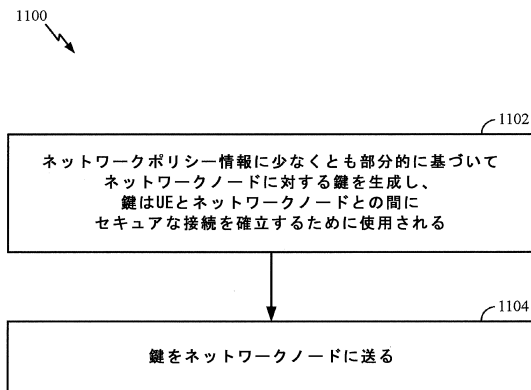 1100
1102
ネットワークポリシー情報に少なくとも部分的に基づいて
ネットワークノードに対する鍵を生成し、
鍵はUEとネットワークノードとの間に
セキュアな接続を確立するために使用される
1104
鍵をネットワークノードに送る